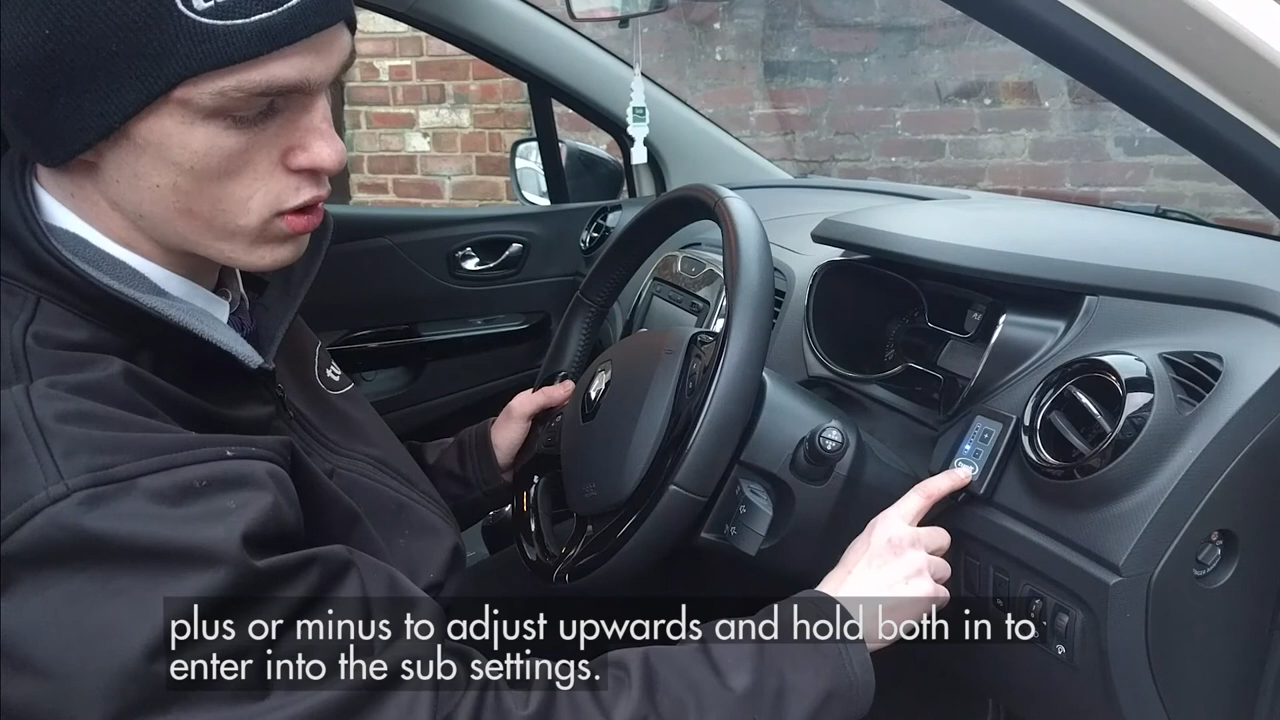 plus or minus to adjust upwards and hold both in to
enter into the sub settings.